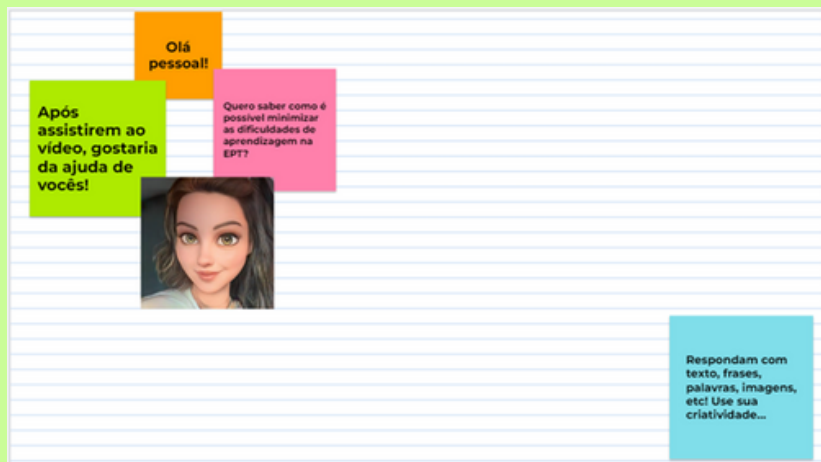 Olá
pessoal!
Após
assistirem ao
vídeo, gostaria
da ajuda de
vocês!
Quero saber como é
possível minimizar
as dificuldades de
aprendizagem na
EPT?
Respondam com
texto, frases,
palavras, imagens,
etc! Use sua
criatividade...